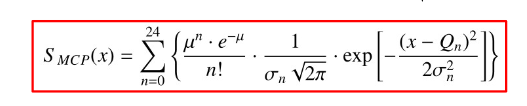 S_{MCP}(x) = \sum_{n=0}^{24} \left\{ \frac{\mu^n \cdot e^{-\mu}}{n!} \cdot \frac{1}{\sigma_n \sqrt{2\pi}} \cdot \exp\left[ -\frac{(x - Q_n)^2}{2\sigma_n^2} \right] \right\}